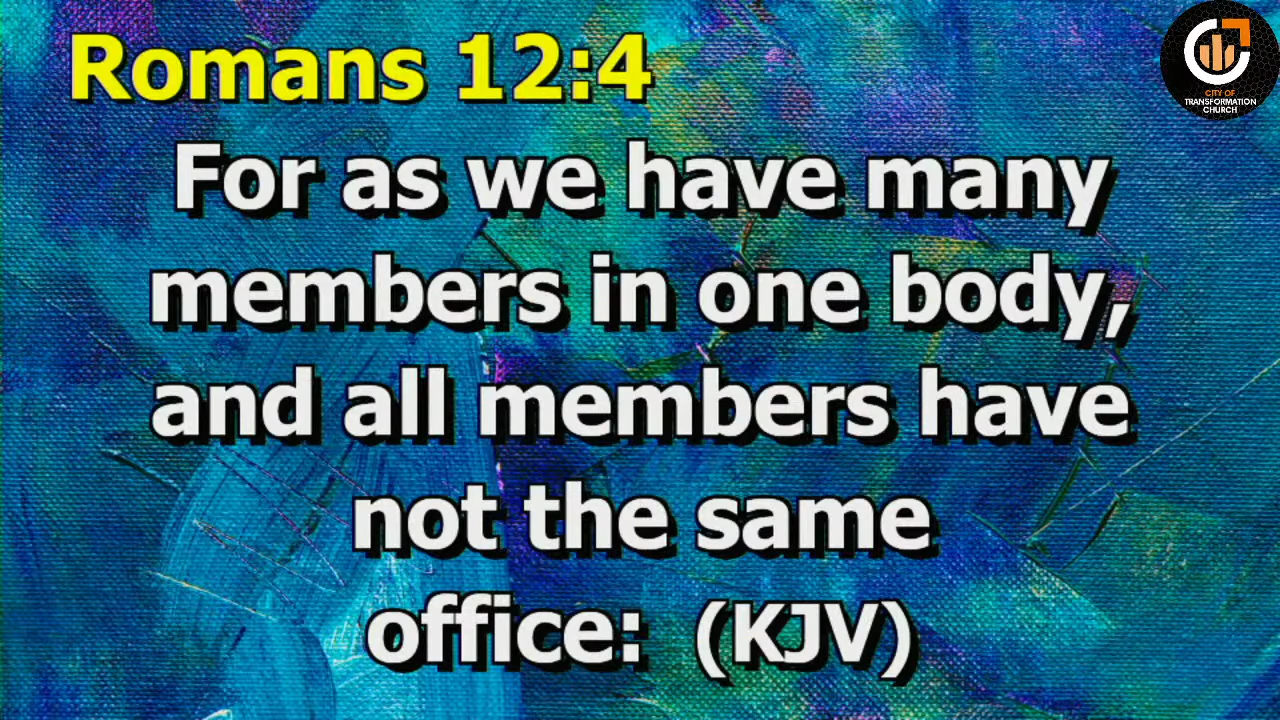 Romans 12:4
For as we have many
members in one body,
and all members have
not the same
office: (KJV)
CITY OF
TRANSFORMATION
CHURCH